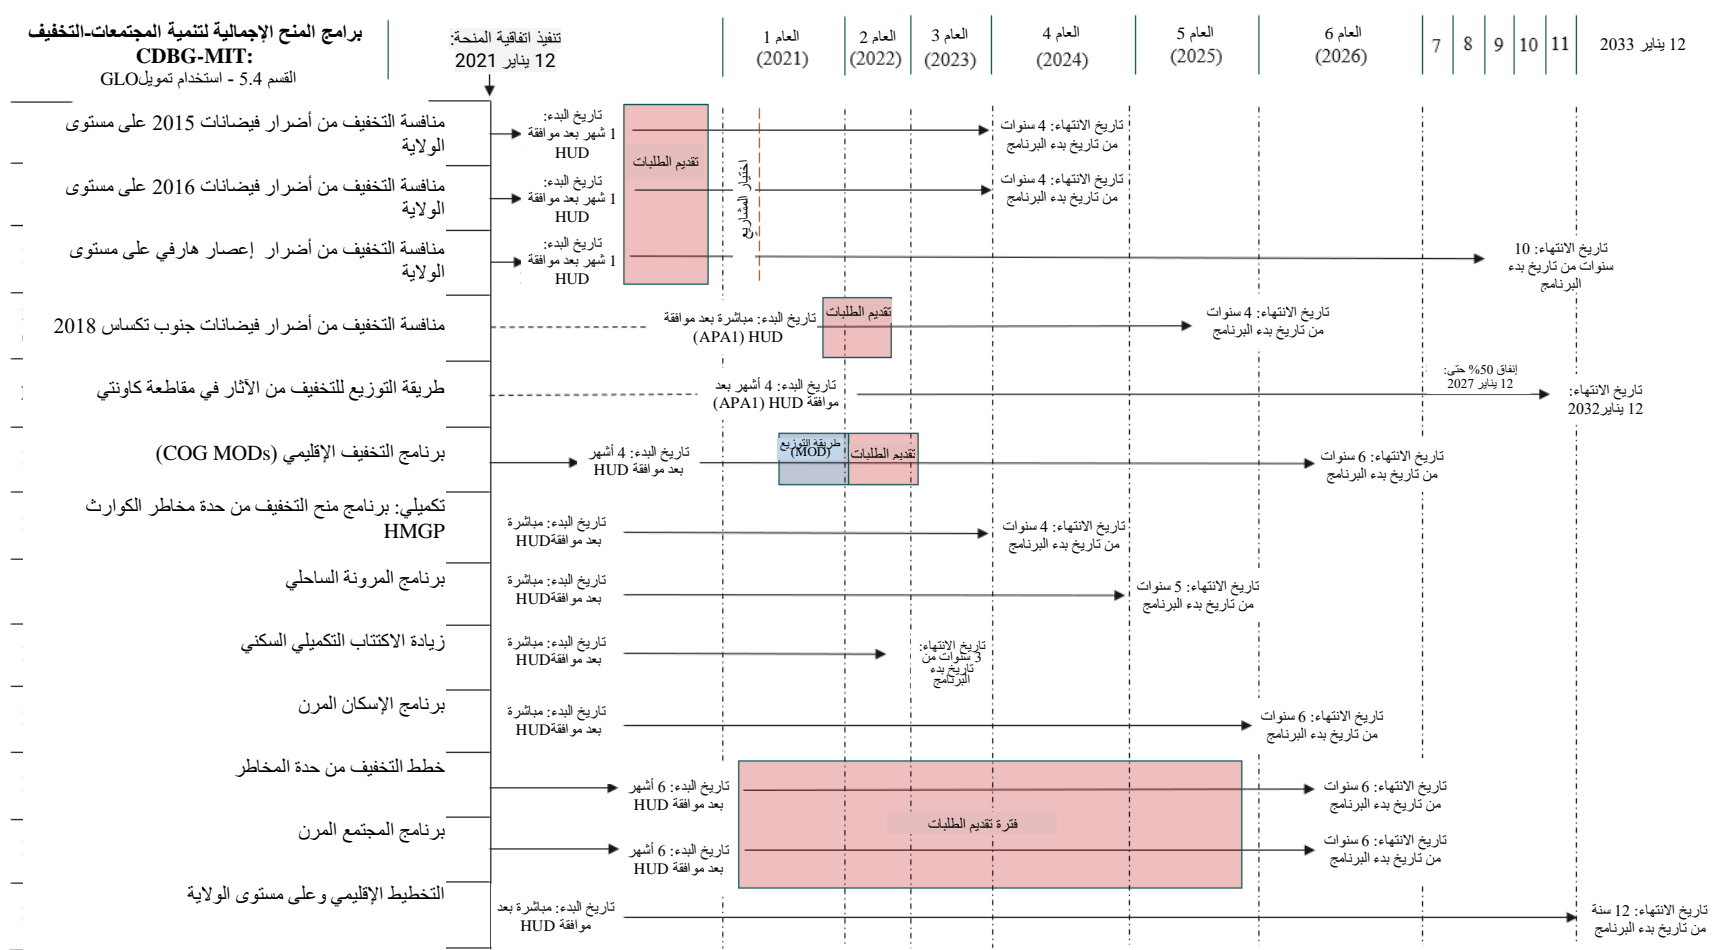 برامج المنح الإجمالية لتنمية المجتمعات-التخفيف
CDBG-MIT:
القسم 5.4 - استخدام تمويلGLO
تنفيذ اتفاقية المنحة:
12 يناير 2021
العام 1
(2021)
العام 2
(2022)
العام 3
(2023)
العام 4
(2024)
العام 5
(2025)
العام 6
(2026)
7
8
9
10
11
12 يناير 2033
منافسة التخفيف من أضرار فيضانات 2015 على مستوى
الولاية
تاريخ البدء:
1 شهر بعد موافقة
HUD
تقديم الطلبات
اختيار المشاريع
تاريخ الانتهاء: 4 سنوات
من تاريخ بدء البرنامج
منافسة التخفيف من أضرار فيضانات 2016 على مستوى
الولاية
تاريخ البدء:
1 شهر بعد موافقة
HUD
تاريخ الانتهاء: 4 سنوات
من تاريخ بدء البرنامج
منافسة التخفيف من أضرار إعصار هارفي على مستوى
الولاية
تاريخ البدء:
1 شهر بعد موافقة
HUD
تاريخ الانتهاء: 10
سنوات من تاريخ بدء
البرنامج
منافسة التخفيف من أضرار فيضانات جنوب تكساس 2018
تاريخ البدء: مباشرة بعد موافقة
HUD (APA1)
تقديم الطلبات
تاريخ الانتهاء: 4 سنوات
من تاريخ بدء البرنامج
طريقة التوزيع للتخفيف من الآثار في مقاطعة كاونتي
تاريخ البدء: 4 أشهر بعد
موافقة HUD (APA1)
إنفاق 50% حتى:
12 يناير 2027
تاريخ الانتهاء:
12 يناير2032
برنامج التخفيف الإقليمي (COG MODs)
تاريخ البدء: 4 أشهر
بعد موافقة HUD
طريقة التوزيع
(MOD)
تقديم الطلبات
تاريخ الانتهاء: 6 سنوات
من تاريخ بدء البرنامج
تكميلي: برنامج منح التخفيف من حدة مخاطر الكوارث
HMGP
تاريخ البدء: مباشرة
بعد موافقةHUD
تاريخ الانتهاء: 4 سنوات
من تاريخ بدء البرنامج
برنامج المرونة الساحلي
تاريخ البدء: مباشرة
بعد موافقةHUD
تاريخ الانتهاء: 5 سنوات
من تاريخ بدء البرنامج
زيادة الاكتتاب التكميلي السكني
تاريخ البدء: مباشرة
بعد موافقةHUD
تاريخ الانتهاء:
3 سنوات من
تاريخ بدء
البرنامج
برنامج الإسكان المرن
تاريخ البدء: مباشرة
بعد موافقةHUD
تاريخ الانتهاء: 6 سنوات
من تاريخ بدء البرنامج
خطط التخفيف من حدة المخاطر
تاريخ البدء: 6 أشهر
بعد موافقة HUD
تاريخ الانتهاء: 6 سنوات
من تاريخ بدء البرنامج
فترة تقديم الطلبات
برنامج المجتمع المرن
تاريخ البدء: 6 أشهر
بعد موافقة HUD
تاريخ الانتهاء: 6 سنوات
من تاريخ بدء البرنامج
التخطيط الإقليمي وعلى مستوى الولاية
تاريخ البدء: مباشرة بعد
موافقة HUD
تاريخ الانتهاء: 12 سنة
من تاريخ بدء البرنامج